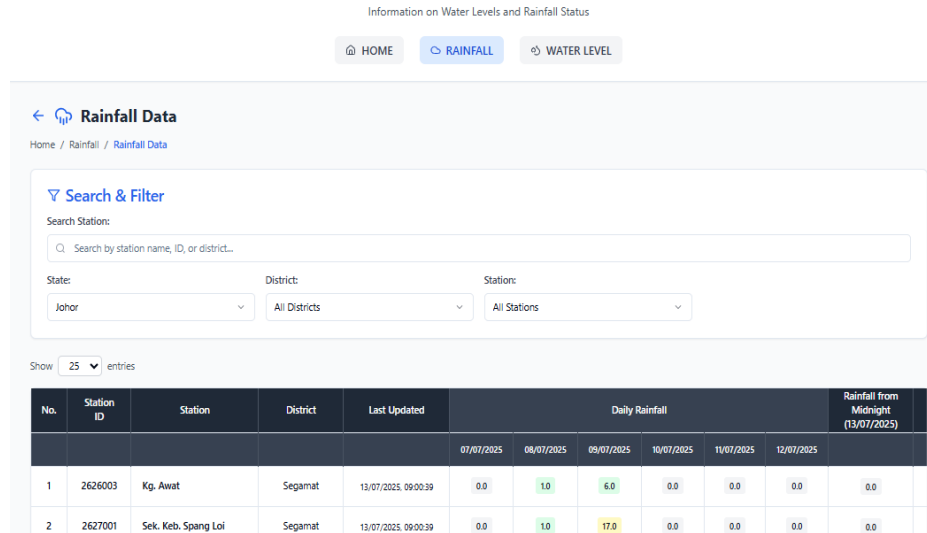 Information on Water Levels and Rainfall Status
HOME RAINFALL WATER LEVEL
Rainfall Data
Home / Rainfall / Rainfall Data
Search & Filter
Search Station:
Search by station name, ID, or district...
State: District: Station:
Johor All Districts All Stations
Show 25 entries
No. Station ID Station District Last Updated Daily Rainfall Rainfall from Midnight (13/07/2025)
07/07/2025 08/07/2025 09/07/2025 10/07/2025 11/07/2025 12/07/2025
1 2626003 Kg. Awat Segamat 13/07/2025, 09:00:39 0.0 1.0 6.0 0.0 0.0 0.0 0.0
2 2627001 Sek. Keb. Spang Loi Segamat 13/07/2025, 09:00:39 0.0 1.0 17.0 0.0 0.0 0.0 0.0